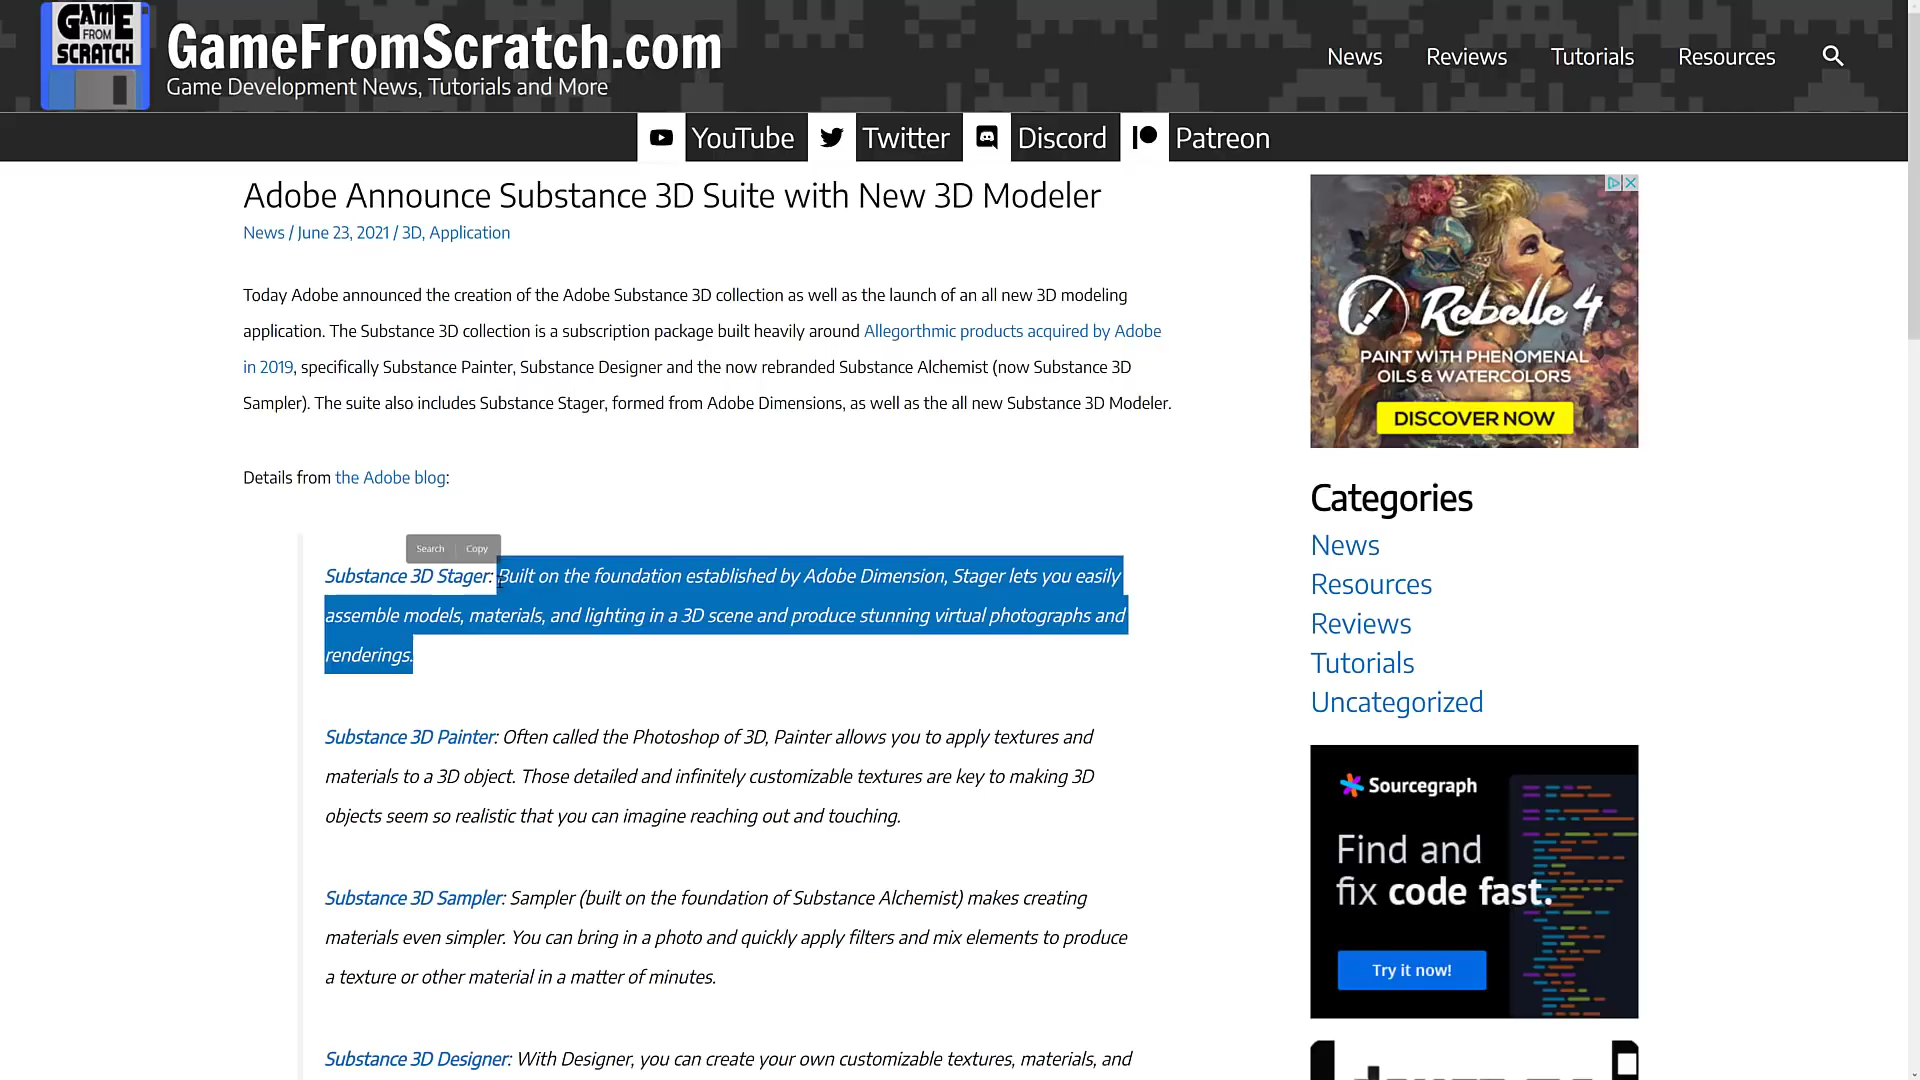 GAME
FROM
SCRATCH
GameFromScratch.com
Game Development News, Tutorials and More
News
Reviews
Tutorials
Resources
YouTube
Twitter
Discord
Patreon
Adobe Announce Substance 3D Suite with New 3D Modeler
News / June 23, 2021 / 3D, Application
Today Adobe announced the creation of the Adobe Substance 3D collection as well as the launch of an all new 3D modeling
application. The Substance 3D collection is a subscription package built heavily around Allegorthmic products acquired by Adobe
in 2019, specifically Substance Painter, Substance Designer and the now rebranded Substance Alchemist (now Substance 3D
Sampler). The suite also includes Substance Stager, formed from Adobe Dimensions, as well as the all new Substance 3D Modeler.
Details from the Adobe blog:
Search
Copy
Substance 3D Stager: Built on the foundation established by Adobe Dimension, Stager lets you easily
assemble models, materials, and lighting in a 3D scene and produce stunning virtual photographs and
renderings.
Substance 3D Painter: Often called the Photoshop of 3D, Painter allows you to apply textures and
materials to a 3D object. Those detailed and infinitely customizable textures are key to making 3D
objects seem so realistic that you can imagine reaching out and touching.
Substance 3D Sampler: Sampler (built on the foundation of Substance Alchemist) makes creating
materials even simpler. You can bring in a photo and quickly apply filters and mix elements to produce
a texture or other material in a matter of minutes.
Substance 3D Designer: With Designer, you can create your own customizable textures, materials, and
Rebelle 4
PAINT WITH PHENOMENAL
OILS & WATERCOLORS
DISCOVER NOW
Categories
News
Resources
Reviews
Tutorials
Uncategorized
Sourcegraph
Find and
fix code fast.
Try it now!